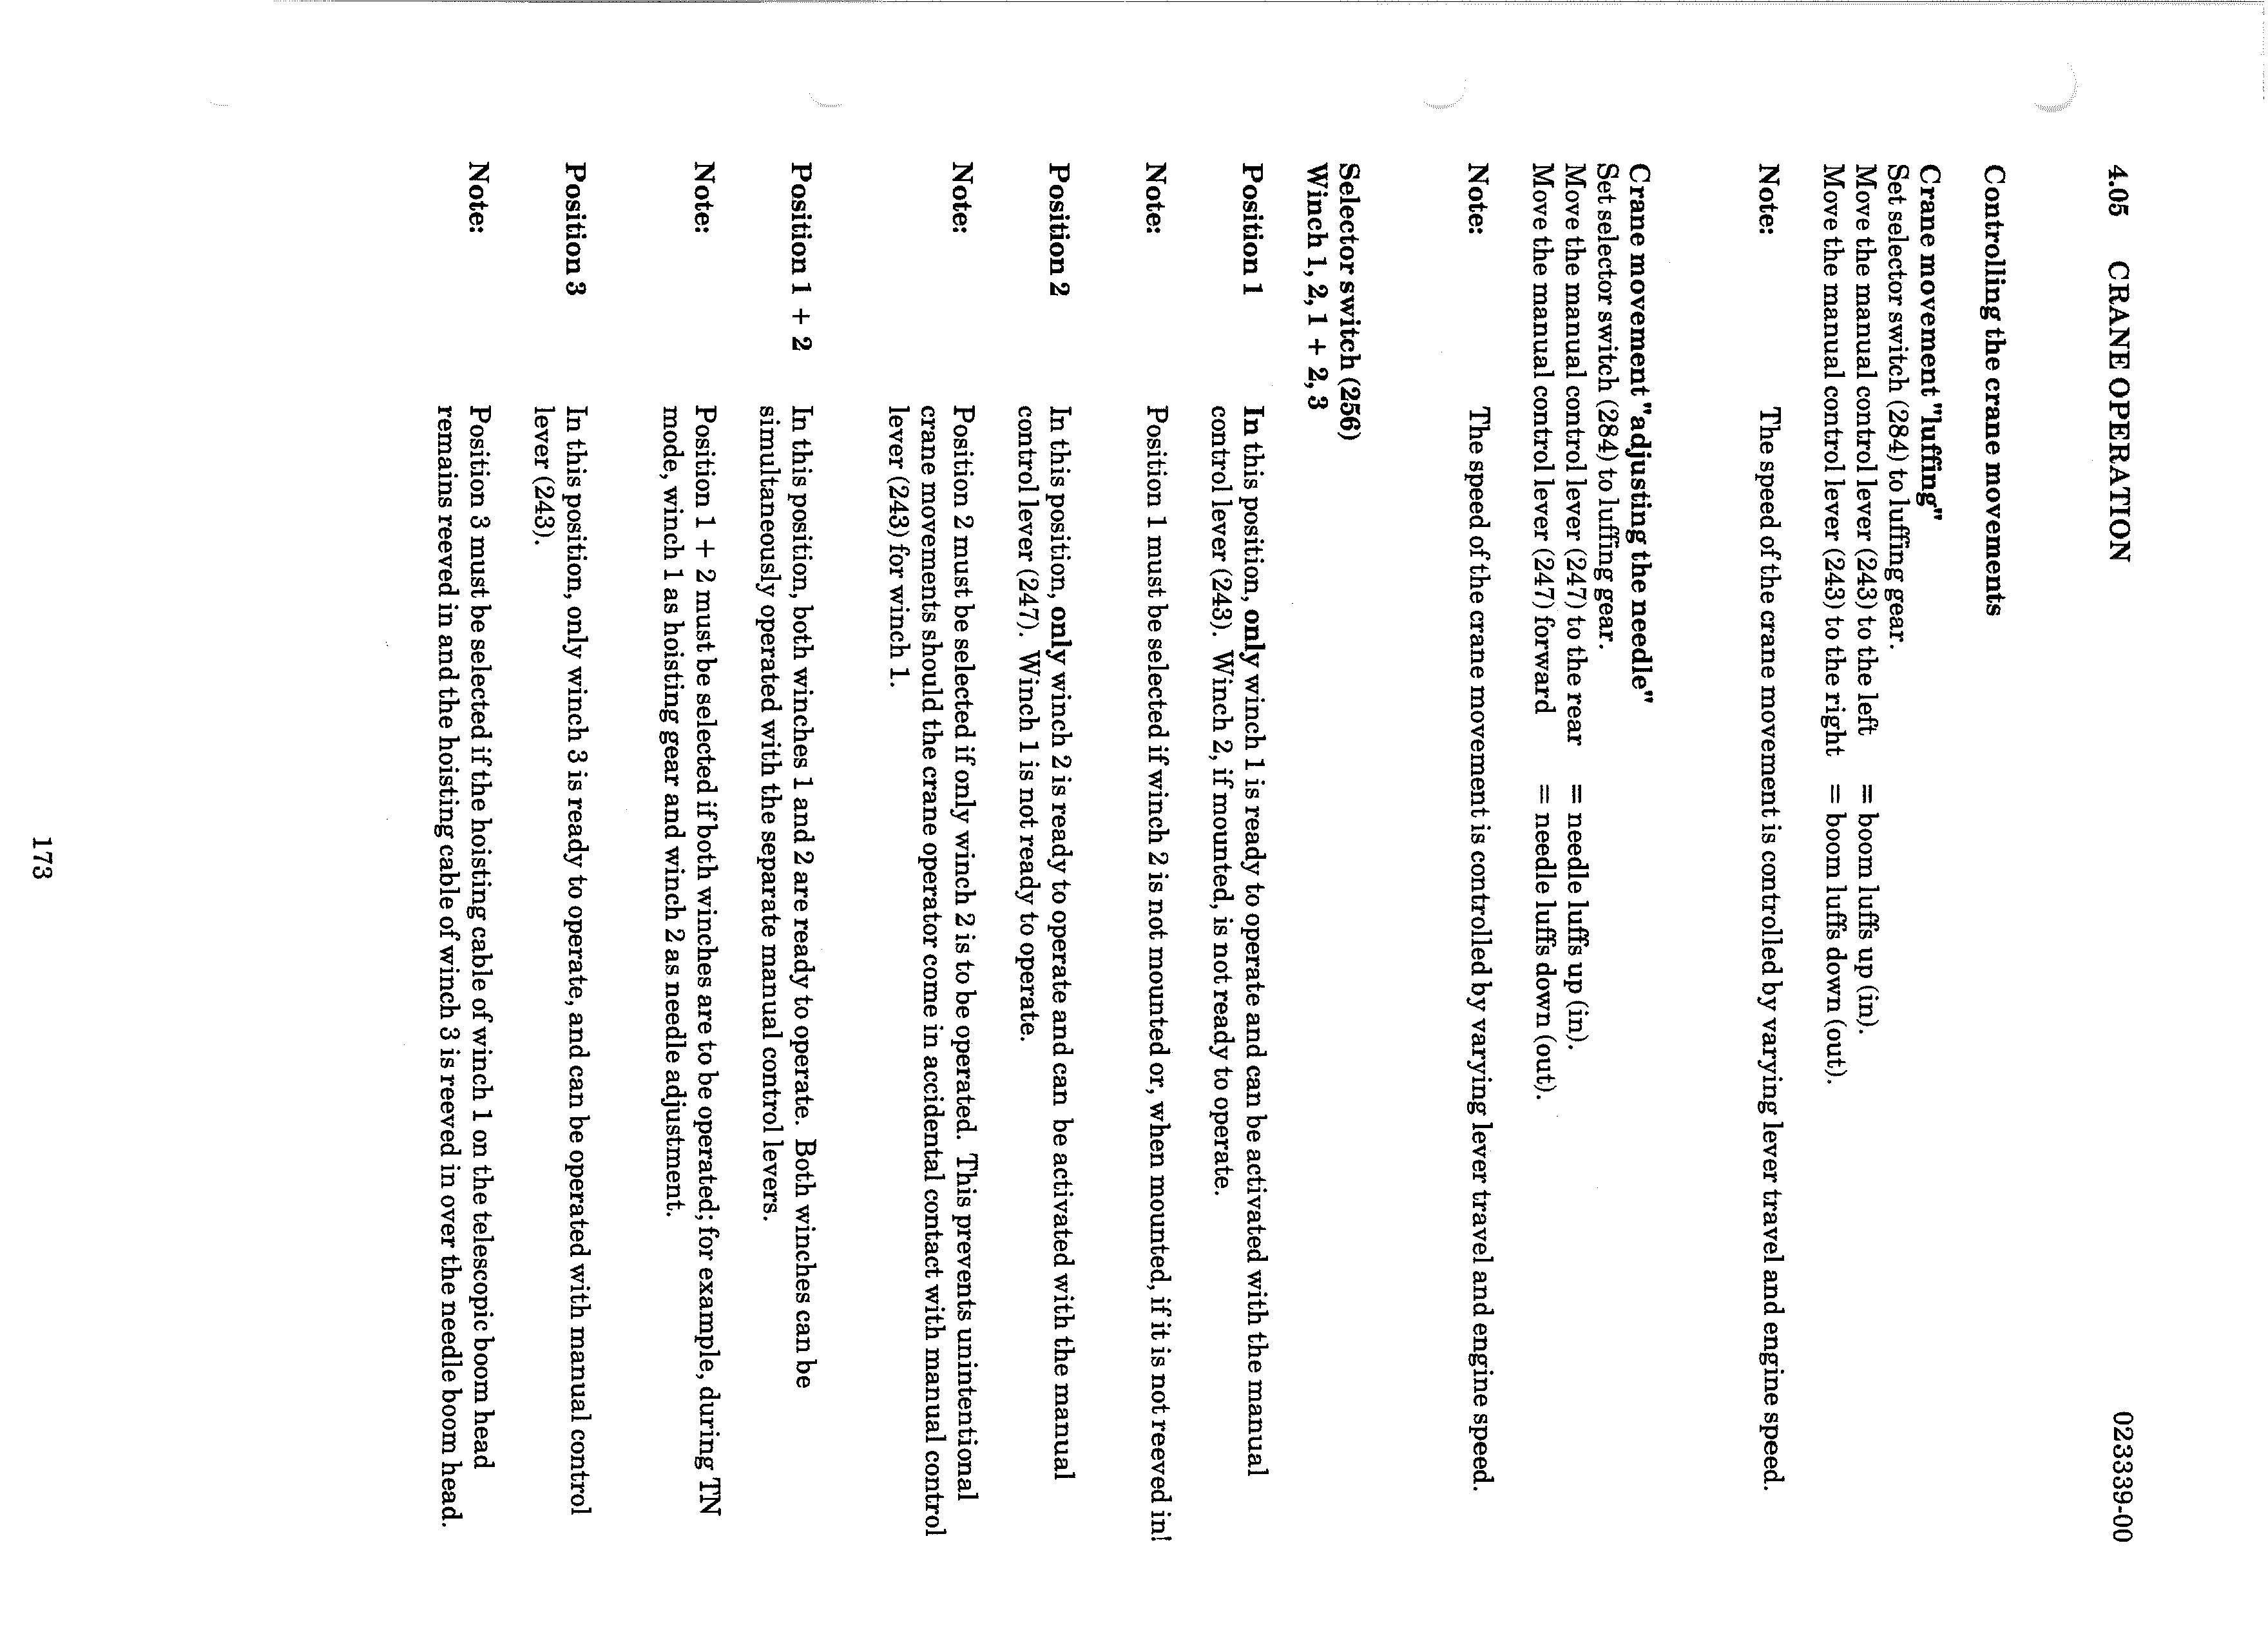 4.05 CRANE OPERATION 023339-00
Controlling the crane movements
Crane movement "luffing"
Set selector switch (284) to luffing gear.
Move the manual control lever (243) to the left = boom luffs up (in).
Move the manual control lever (243) to the right = boom luffs down (out).
Note: The speed of the crane movement is controlled by varying lever travel and engine speed.
Crane movement "adjusting the needle"
Set selector switch (284) to luffing gear.
Move the manual control lever (247) to the rear = needle luffs up (in).
Move the manual control lever (247) forward = needle luffs down (out).
Note: The speed of the crane movement is controlled by varying lever travel and engine speed.
Selector switch (256)
Winch 1, 2, 1 + 2, 3
Position 1 In this position, only winch 1 is ready to operate and can be activated with the manual
control lever (243). Winch 2, if mounted, is not ready to operate.
Note: Position 1 must be selected if winch 2 is not mounted or, when mounted, if it is not reeved in!
Position 2 In this position, only winch 2 is ready to operate and can be activated with the manual
control lever (247). Winch 1 is not ready to operate.
Note: Position 2 must be selected if only winch 2 is to be operated. This prevents unintentional
crane movements should the crane operator come in accidental contact with manual control
lever (243) for winch 1.
Position 1 + 2 In this position, both winches 1 and 2 are ready to operate. Both winches can be
simultaneously operated with the separate manual control levers.
Note: Position 1 + 2 must be selected if both winches are to be operated; for example, during TN
mode, winch 1 as hoisting gear and winch 2 as needle adjustment.
Position 3 In this position, only winch 3 is ready to operate, and can be operated with manual control
lever (243).
Note: Position 3 must be selected if the hoisting cable of winch 1 on the telescopic boom head
remains reeved in and the hoisting cable of winch 3 is reeved in over the needle boom head.
173